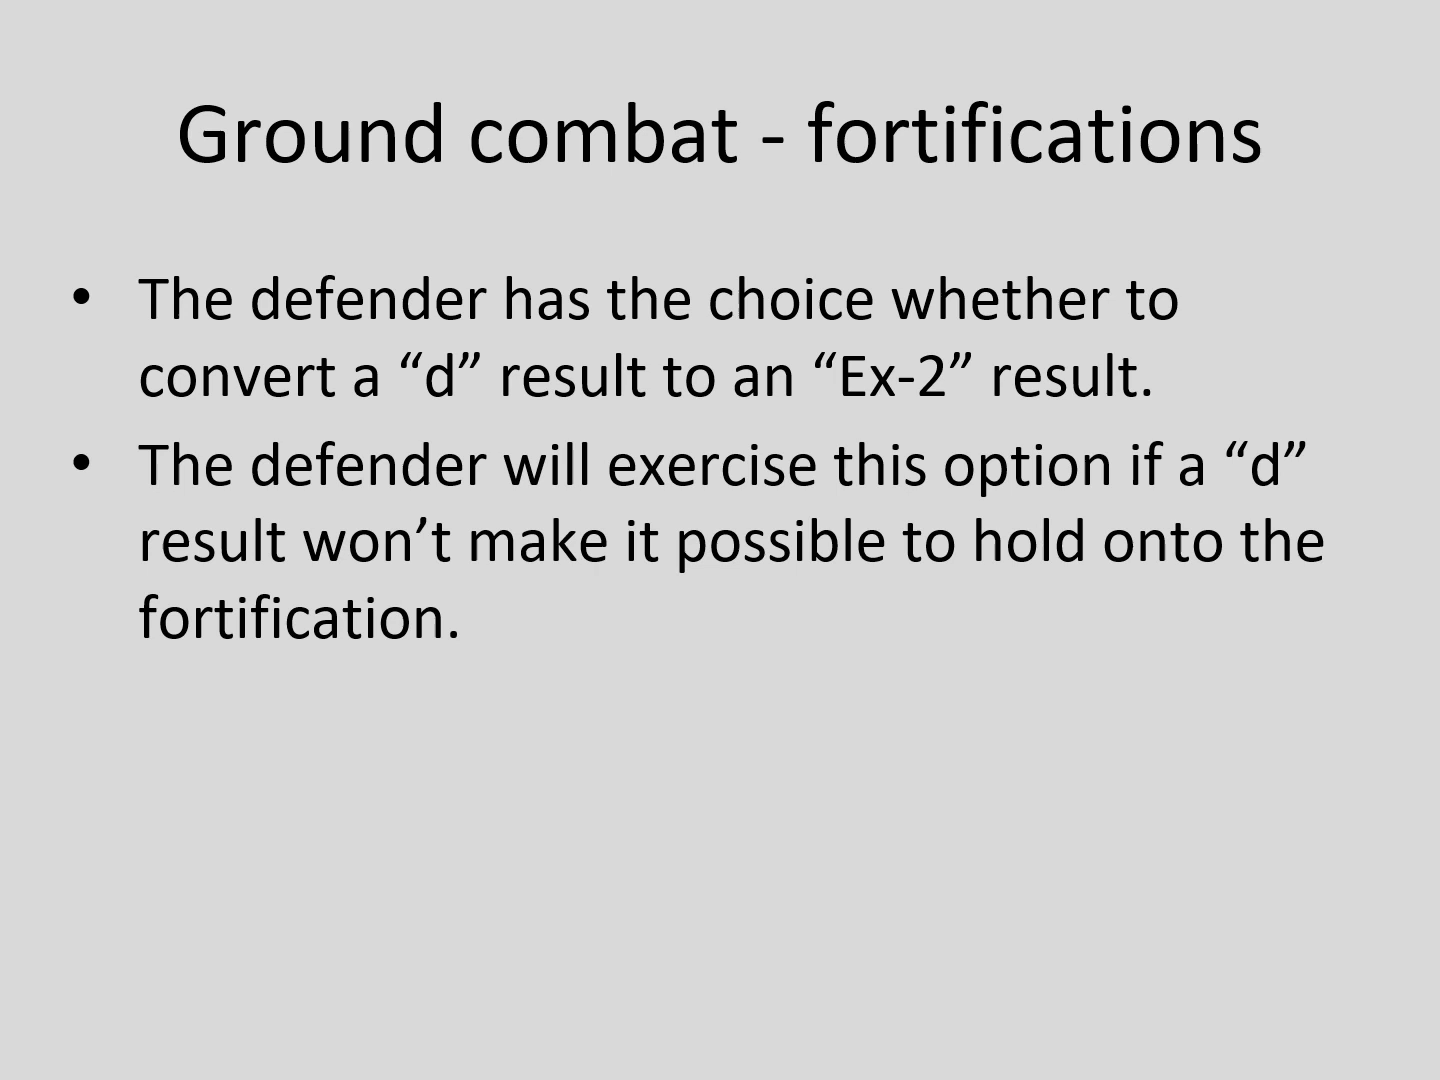 Ground combat - fortifications
• The defender has the choice whether to
convert a “d” result to an “Ex-2” result.
• The defender will exercise this option if a “d”
result won’t make it possible to hold onto the
fortification.